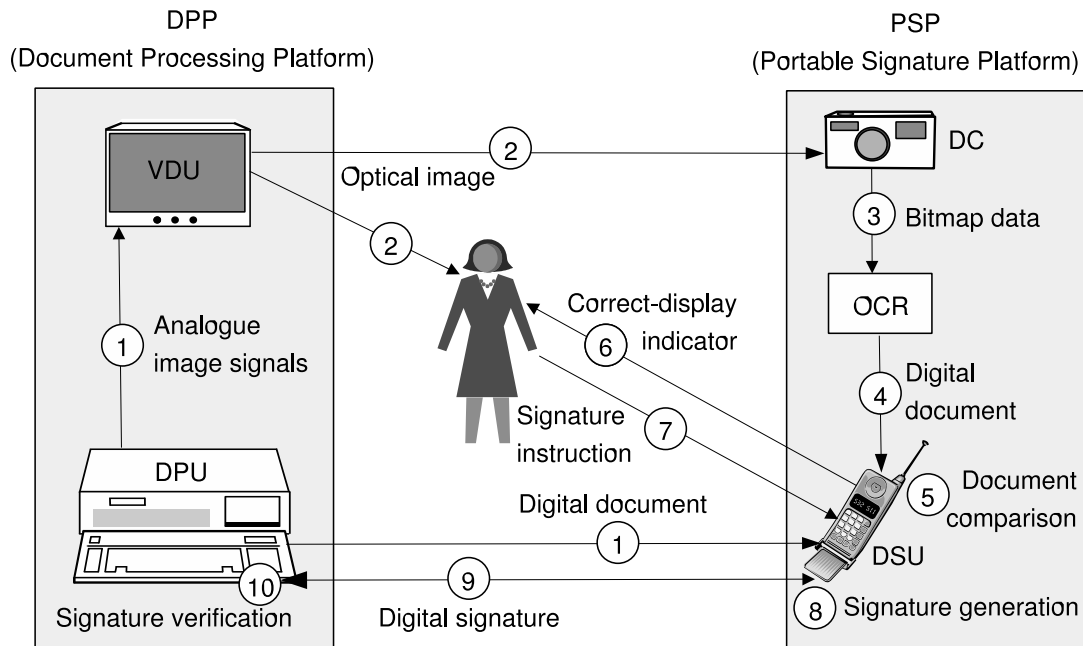 DPP
(Document Processing Platform)
PSP
(Portable Signature Platform)
VDU
2
Optical image
DC
2
3
Bitmap data
1
Analogue
image signals
Correct-display
indicator
6
OCR
4
Digital
document
Signature
instruction
7
DPU
5
Document
comparison
Digital document
1
DSU
10
Signature verification
9
Digital signature
8
Signature generation